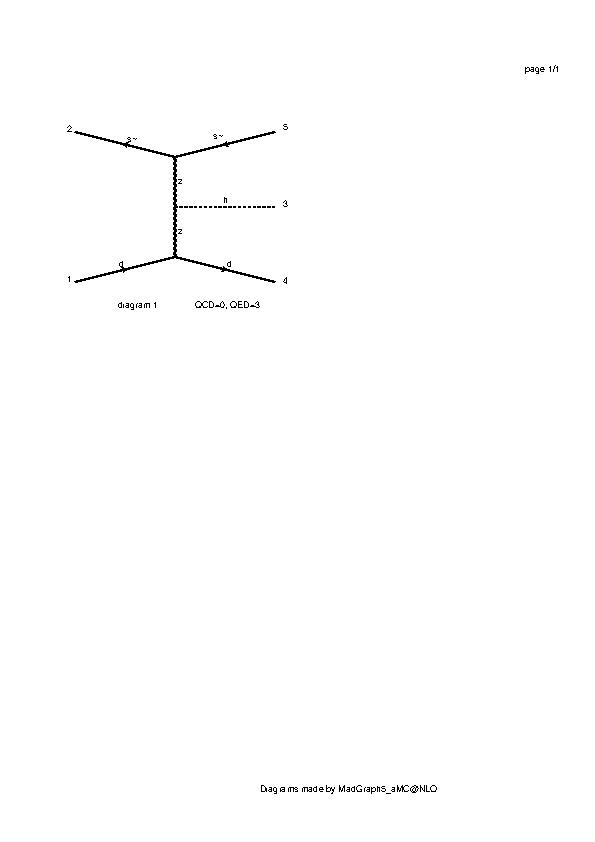 page 1/1
2
s~
s~
5
z
h
3
z
d
d
1
4
diagram 1 QCD=0, QED=3
Diagrams made by MadGraph5_aMC@NLO